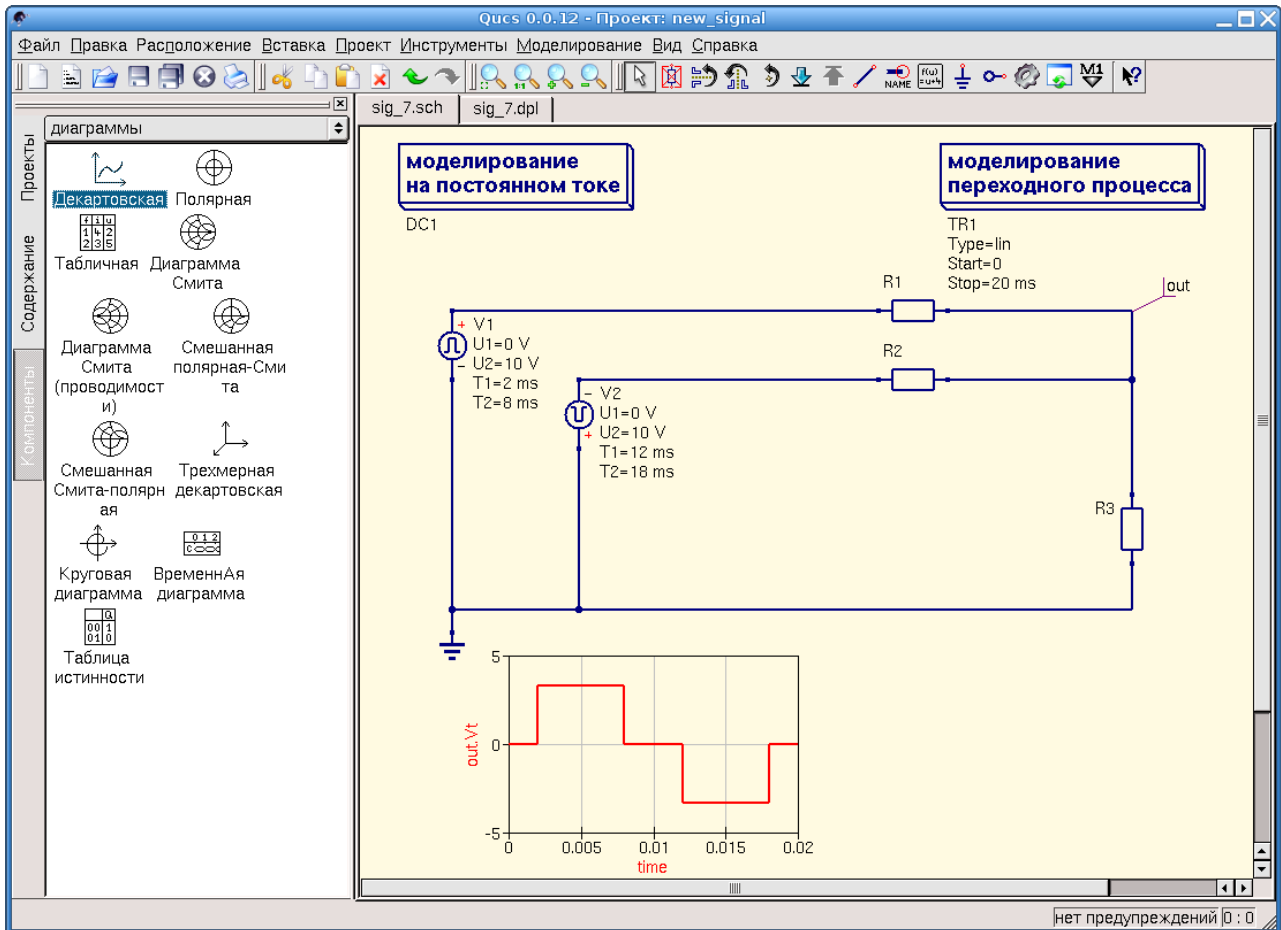 Qucs 0.0.12 - Проект: new_signal
Файл Правка Расположение Вставка Проект Инструменты Моделирование Вид Справка
NAME
M1
sig_7.sch sig_7.dpl
диаграммы
Проекты
Содержание
Компоненты
Декартовская Полярная
Табличная Диаграмма
Смита
Диаграмма Смешанная
Смита полярная-Сми
(проводимост та
и)
Смешанная Трехмерная
Смита-полярн декартовская
ая
Круговая ВременнАя
диаграмма диаграмма
Таблица
истинности
моделирование
на постоянном токе
DC1
моделирование
переходного процесса
TR1
Type=lin
Start=0
Stop=20 ms
R1
out
R2
+ V1
U1=0 V
– U2=10 V
T1=2 ms
T2=8 ms
– V2
U1=0 V
+ U2=10 V
T1=12 ms
T2=18 ms
R3
5
0
-5
out.Vt
0 0.005 0.01 0.015 0.02
time
нет предупреждений 0 : 0